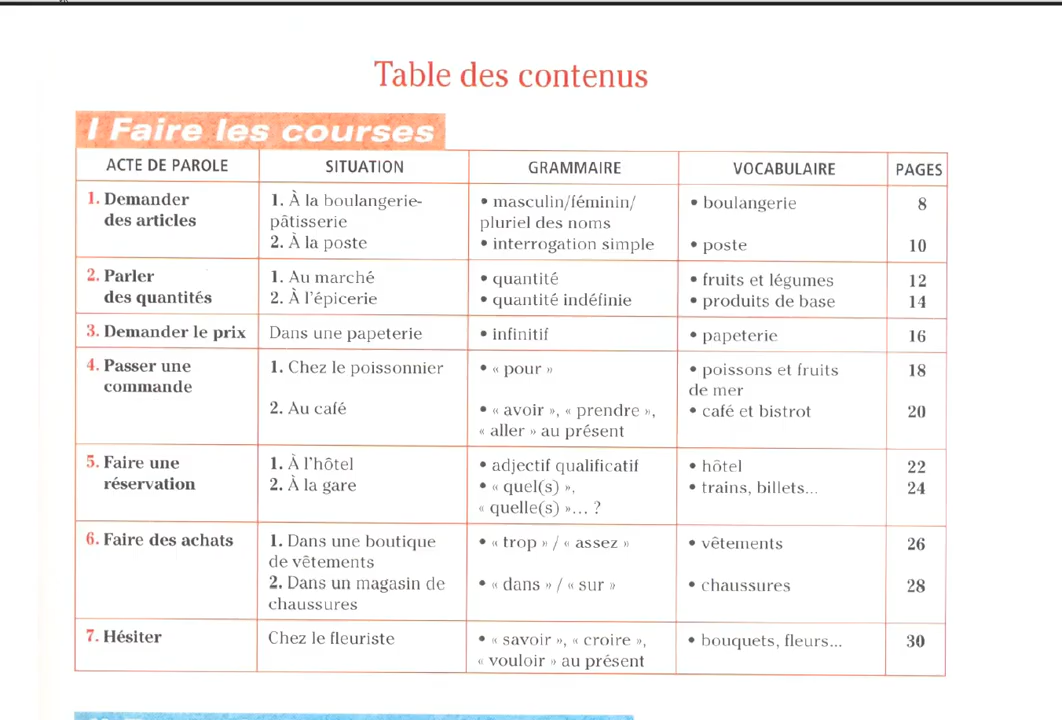 Table des contenus
I Faire les courses
ACTE DE PAROLE SITUATION GRAMMAIRE VOCABULAIRE PAGES
1. Demander 1. À la boulangerie- • masculin/féminin/ • boulangerie 8
des articles pâtisserie pluriel des noms
2. À la poste • interrogation simple • poste 10
2. Parler 1. Au marché • quantité • fruits et légumes 12
des quantités 2. À l'épicerie • quantité indéfinie • produits de base 14
3. Demander le prix Dans une papeterie • infinitif • papeterie 16
4. Passer une 1. Chez le poissonnier • « pour » • poissons et fruits 18
commande de mer
2. Au café • « avoir », « prendre », • café et bistrot 20
« aller » au présent
5. Faire une 1. À l'hôtel • adjectif qualificatif • hôtel 22
réservation 2. À la gare • « quel(s) », • trains, billets... 24
« quelle(s) »... ?
6. Faire des achats 1. Dans une boutique • « trop » / « assez » • vêtements 26
de vêtements
2. Dans un magasin de • « dans » / « sur » • chaussures 28
chaussures
7. Hésiter Chez le fleuriste • « savoir », « croire », • bouquets, fleurs... 30
« vouloir » au présent